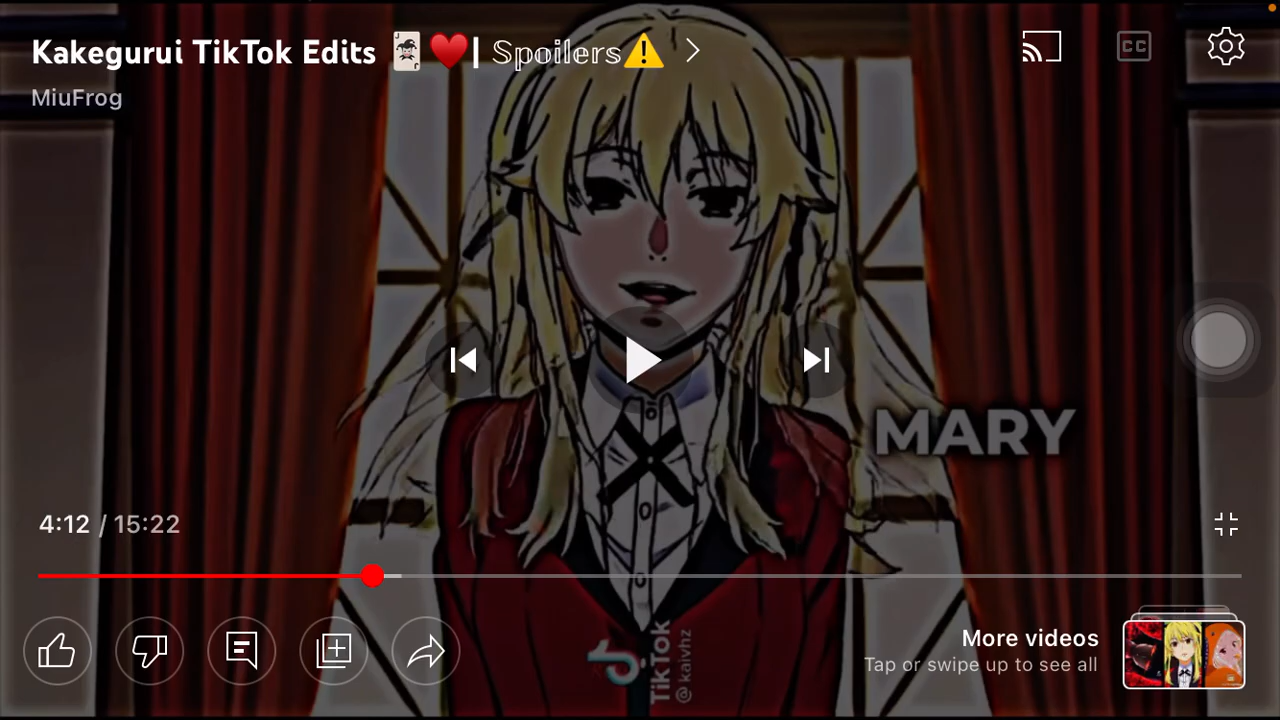 Kakegurui TikTok Edits 🃏❤️| Spoilers⚠️
MiuFrog
CC
MARY
4:12 / 15:22
More videos
Tap or swipe up to see all
TikTok
@kaivhz